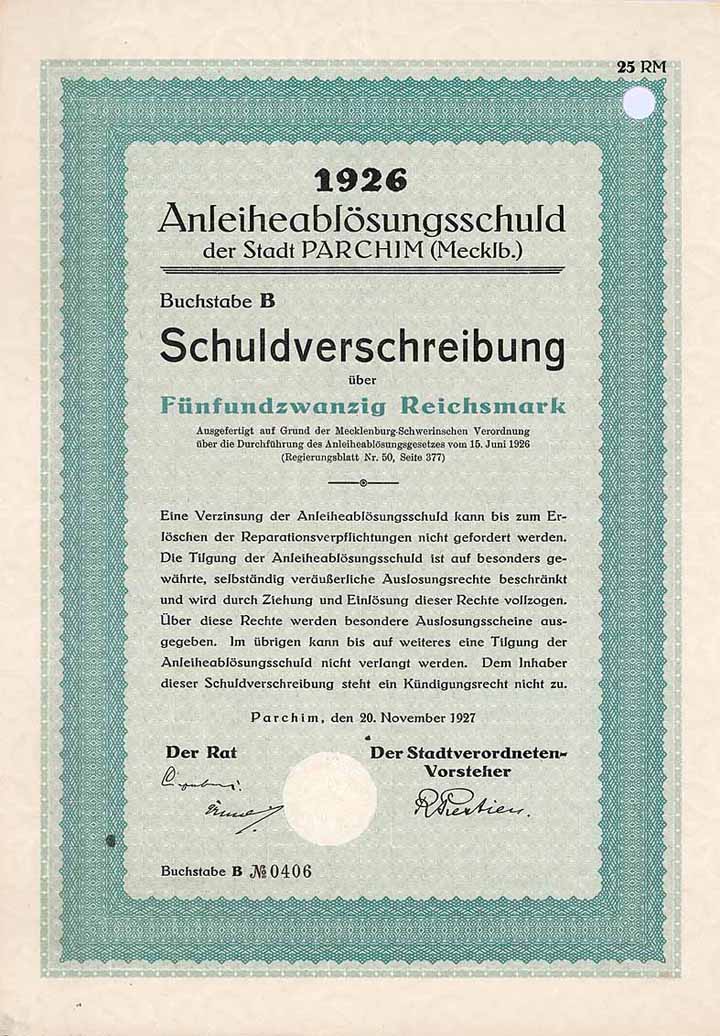 25 RM
1926
Anleiheablösungsschuld
der Stadt PARCHIM (Mecklb.)
Buchstabe B
Schuldverschreibung
über
Fünfundzwanzig Reichsmark
Ausgefertigt auf Grund der Mecklenburg-Schwerinschen Verordnung
über die Durchführung des Anleiheablösungsgesetzes vom 15. Juni 1926
(Regierungsblatt Nr. 50, Seite 377)
Eine Verzinsung der Anleiheablösungsschuld kann bis zum Er-
löschen der Reparationsverpflichtungen nicht gefordert werden.
Die Tilgung der Anleiheablösungsschuld ist auf besonders ge-
währte, selbständig veräußerliche Auslosungsrechte beschränkt
und wird durch Ziehung und Einlösung dieser Rechte vollzogen.
Über diese Rechte werden besondere Auslosungsscheine aus-
gegeben. Im übrigen kann bis auf weiteres eine Tilgung der
Anleiheablösungsschuld nicht verlangt werden. Dem Inhaber
dieser Schuldverschreibung steht ein Kündigungsrecht nicht zu.
Parchim, den 20. November 1927
Der Rat
Der Stadtverordneten-
Vorsteher
Buchstabe B № 0406